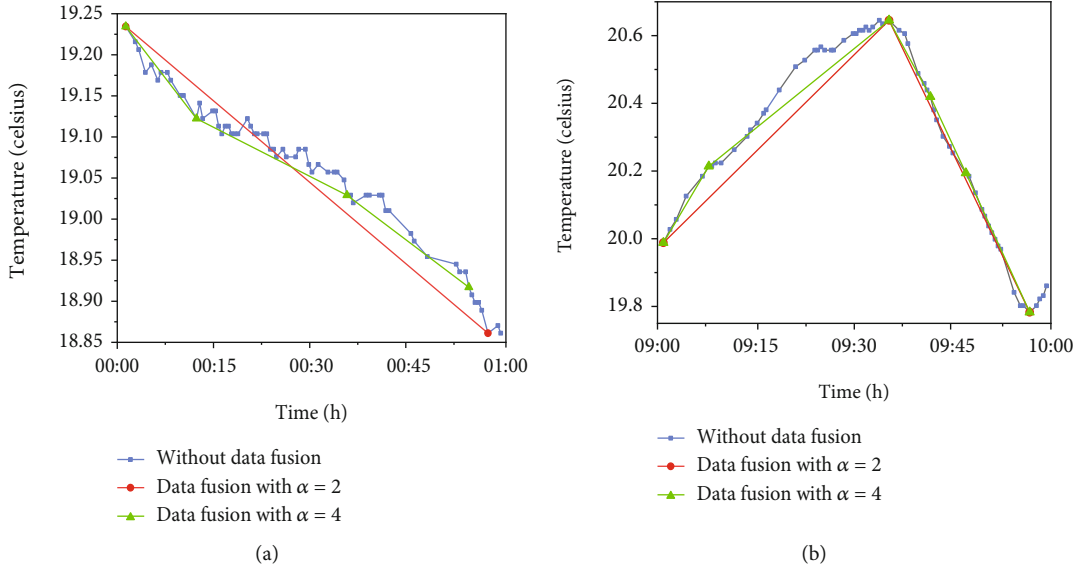 19.25
19.20
19.15
19.10
19.05
19.00
18.95
18.90
18.85
Temperature (celsius)
00:00
00:15
00:30
00:45
01:00
Time (h)
Without data fusion
Data fusion with α = 2
Data fusion with α = 4
(a)
20.6
20.4
20.2
20.0
19.8
Temperature (celsius)
09:00
09:15
09:30
09:45
10:00
Time (h)
Without data fusion
Data fusion with α = 2
Data fusion with α = 4
(b)